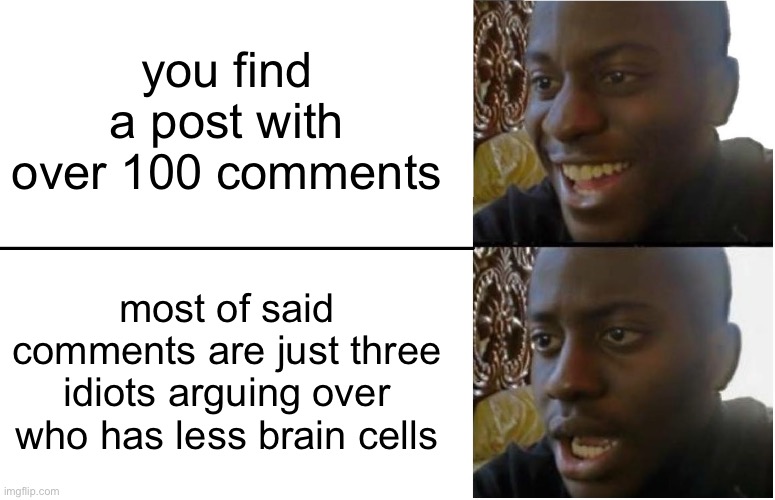 you find
a post with
over 100 comments
most of said
comments are just three
idiots arguing over
who has less brain cells
imgflip.com